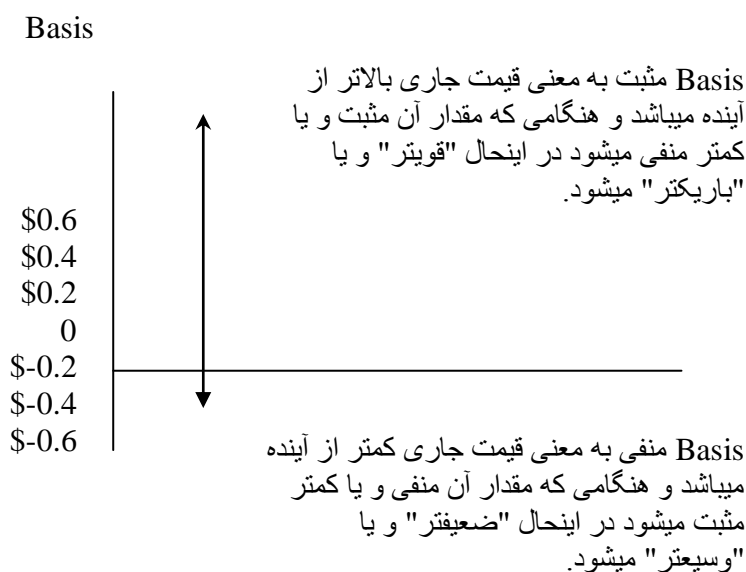 Basis
Basis مثبت به معنی قیمت جاری بالاتر از
آینده میباشد و هنگامی که مقدار آن مثبت و یا
کمتر منفی میشود در اینحال "قویتر" و یا
"باریکتر" میشود.
$0.6
$0.4
$0.2
0
$-0.2
$-0.4
$-0.6
Basis منفی به معنی قیمت جاری کمتر از آینده
میباشد و هنگامی که مقدار آن منفی و یا کمتر
مثبت میشود در اینحال "ضعیفتر" و یا
"وسیعتر" میشود.